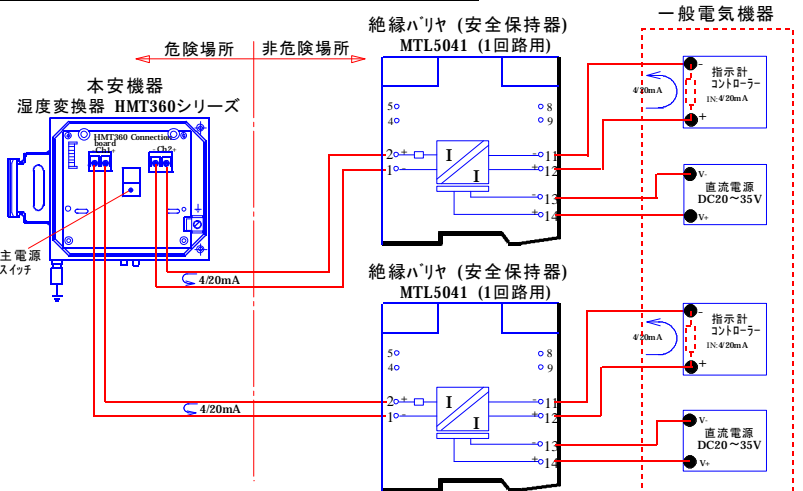 一般電気機器
絶縁バリヤ (安全保持器)
MTL5041 (1回路用)
危険場所
非危険場所
本安機器
湿度変換器 HMT360シリーズ
HMT360 Connection
board
Ch1+
- Ch2+
主電源
スイッチ
4/20mA
5
4
2 +
1 -
I
I
8
9
- 11
+ 12
- 13
+ 14
4/20mA
-
+
指示計
コントローラー
IN:4/20mA
V-
直流電源
DC20～35V
V+
絶縁バリヤ (安全保持器)
MTL5041 (1回路用)
4/20mA
5
4
2 +
1 -
I
I
8
9
- 11
+ 12
- 13
+ 14
4/20mA
-
+
指示計
コントローラー
IN:4/20mA
V-
直流電源
DC20～35V
V+